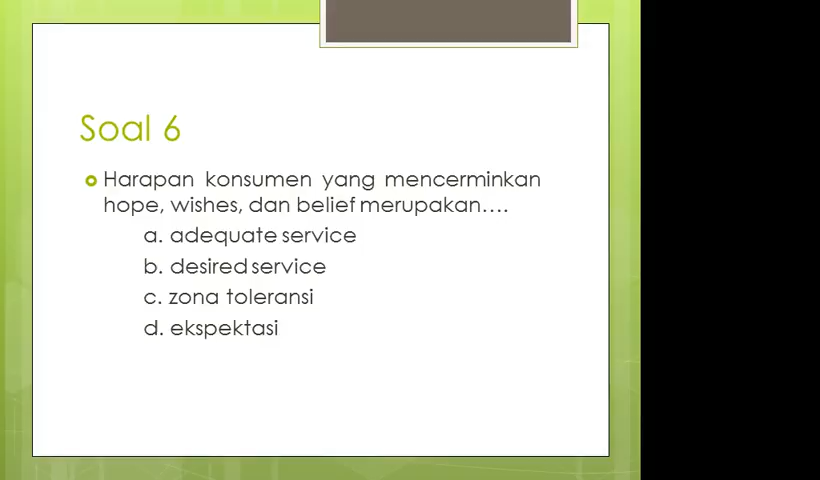 Soal 6
Harapan konsumen yang mencerminkan
hope, wishes, dan belief merupakan....
a. adequate service
b. desired service
c. zona toleransi
d. ekspektasi